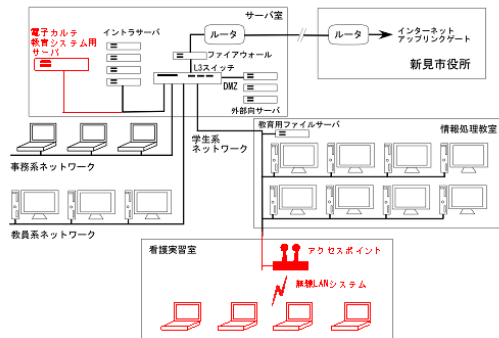 サーバ室
電子カルテ
教育システム用
サーバ
イントラサーバ
ルータ
ルータ
インターネット
アップリンクゲート
新見市役所
ファイアウォール
L3スイッチ
DMZ
外部向サーバ
学生系
ネットワーク
教育用ファイルサーバ
情報処理教室
事務系ネットワーク
教員系ネットワーク
看護実習室
アクセスポイント
無線LANシステム